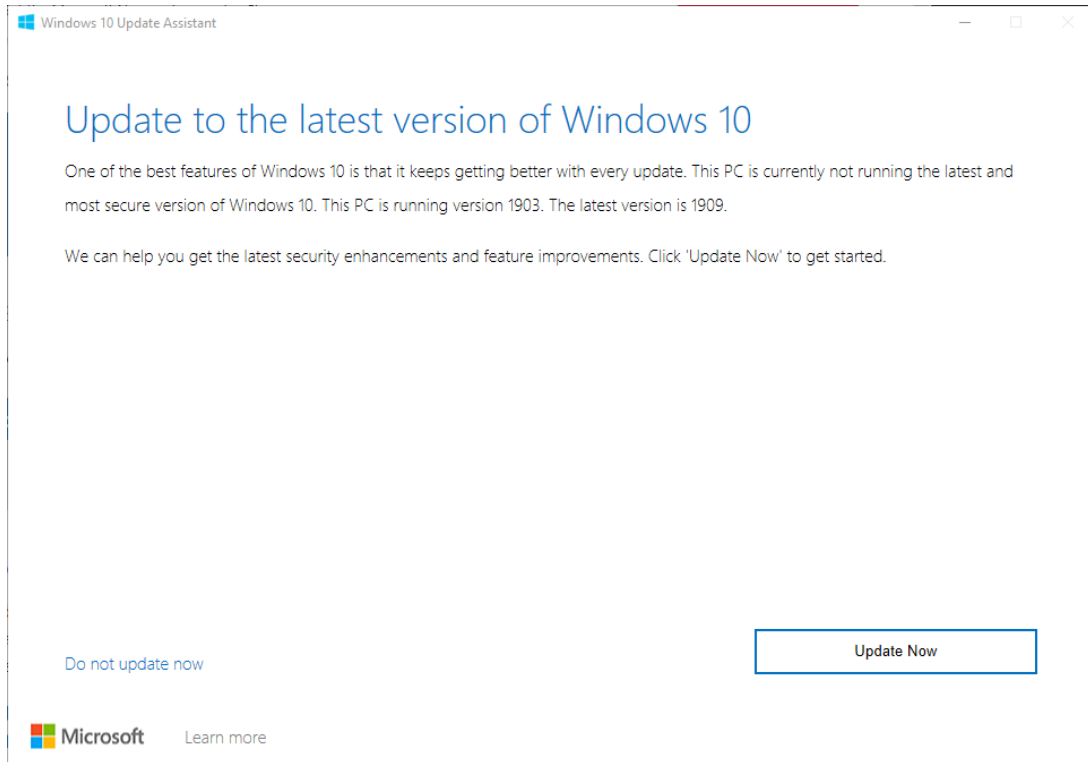 Windows 10 Update Assistant
Update to the latest version of Windows 10
One of the best features of Windows 10 is that it keeps getting better with every update. This PC is currently not running the latest and
most secure version of Windows 10. This PC is running version 1903. The latest version is 1909.
We can help you get the latest security enhancements and feature improvements. Click 'Update Now' to get started.
Do not update now
Update Now
Microsoft
Learn more